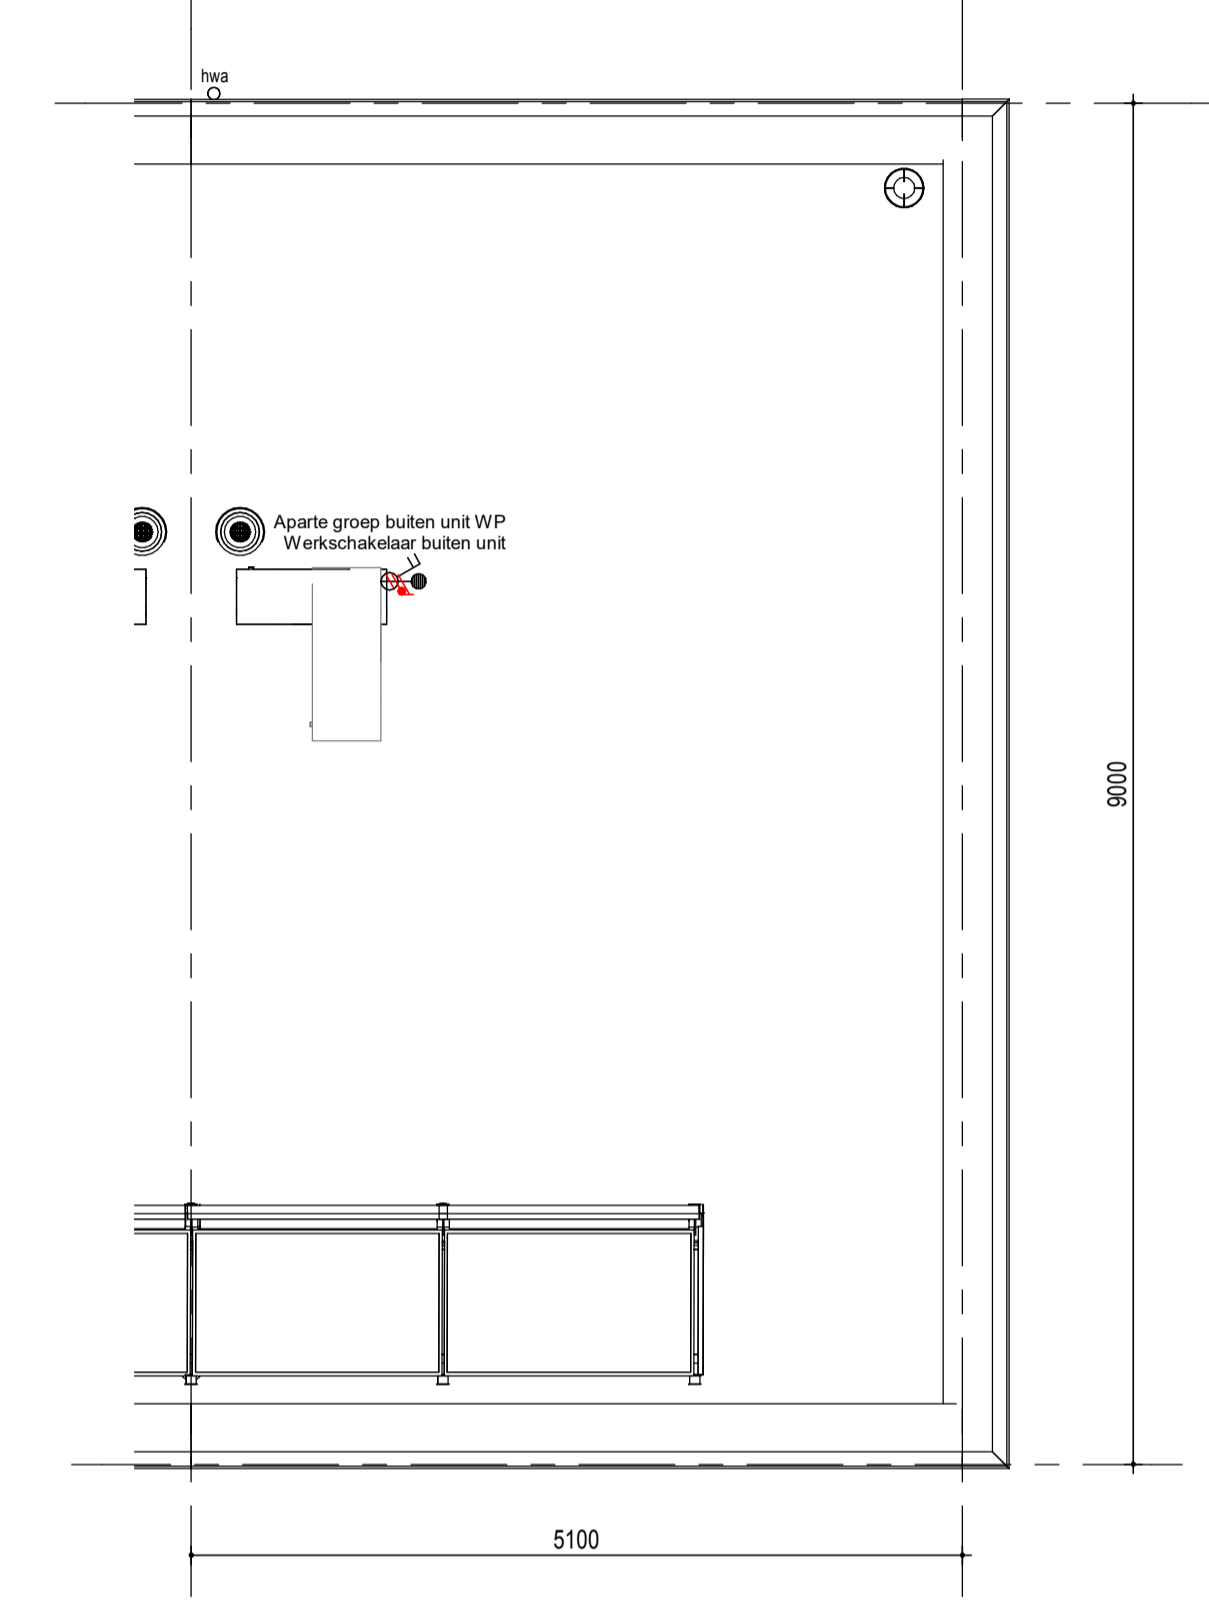 hwa
Aparte groep buiten unit WP
Werkschakelaar buiten unit
9000
5100